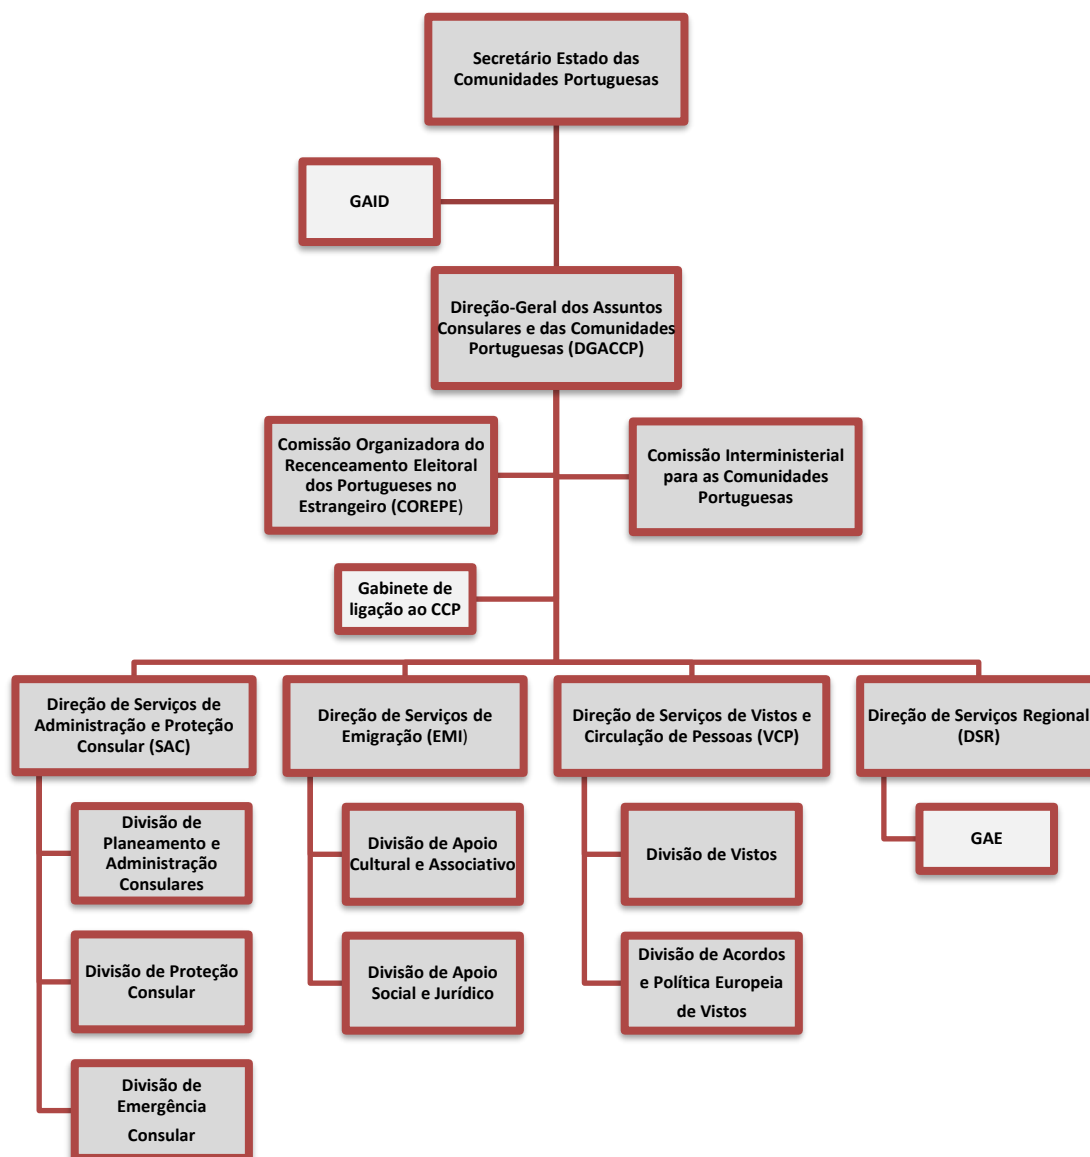 Secretário Estado das
Comunidades Portuguesas
GAID
Direção-Geral dos Assuntos
Consulares e das Comunidades
Portuguesas (DGACCP)
Comissão Organizadora do
Recenceamento Eleitoral
dos Portugueses no
Estrangeiro (COREPE)
Comissão Interministerial
para as Comunidades
Portuguesas
Gabinete de
ligação ao CCP
Direção de Serviços de
Administração e Proteção
Consular (SAC)
Direção de Serviços de
Emigração (EMI)
Direção de Serviços de Vistos e
Circulação de Pessoas (VCP)
Direção de Serviços Regional
(DSR)
Divisão de
Planeamento e
Administração
Consulares
Divisão de Apoio
Cultural e Associativo
Divisão de Vistos
GAE
Divisão de Proteção
Consular
Divisão de Apoio
Social e Jurídico
Divisão de Acordos
e Política Europeia
de Vistos
Divisão de
Emergência
Consular